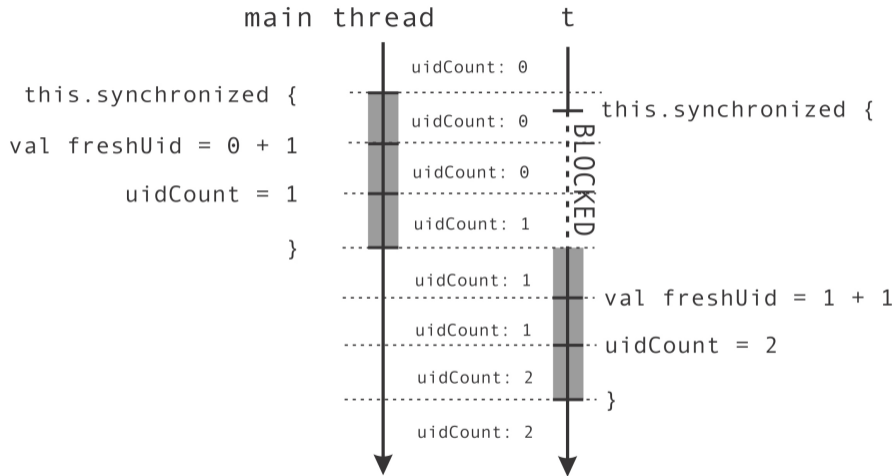 main thread
t
uidCount: 0
this.synchronized {
this.synchronized {
uidCount: 0
BLOCKED
val freshUid = 0 + 1
uidCount: 0
uidCount = 1
uidCount: 1
}
uidCount: 1
val freshUid = 1 + 1
uidCount: 1
uidCount = 2
uidCount: 2
}
uidCount: 2